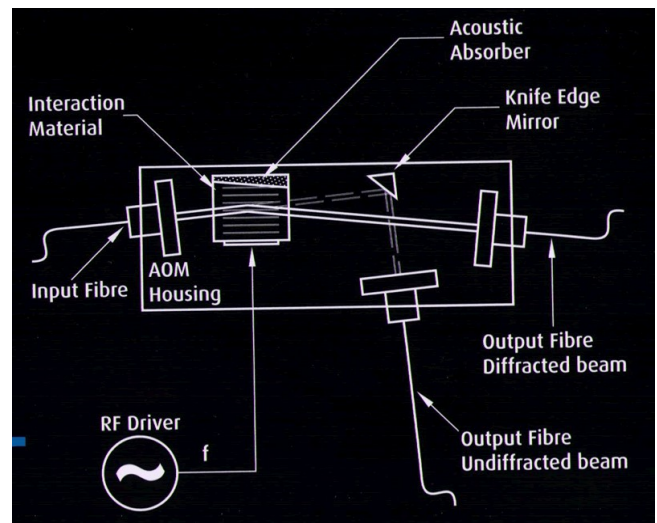 Acoustic
Absorber
Interaction
Material
Knife Edge
Mirror
Input Fibre
AOM
Housing
Output Fibre
Diffracted beam
RF Driver
f
Output Fibre
Undiffracted beam